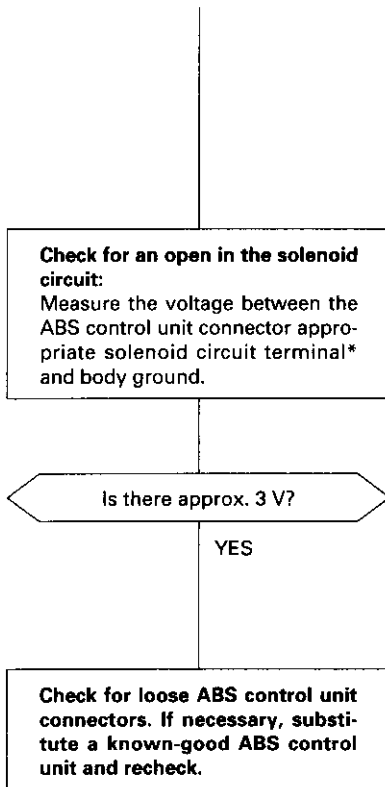 Check for an open in the solenoid
circuit:
Measure the voltage between the
ABS control unit connector appro-
priate solenoid circuit terminal*
and body ground.
Is there approx. 3 V?
YES
Check for loose ABS control unit
connectors. If necessary, substi-
tute a known-good ABS control
unit and recheck.